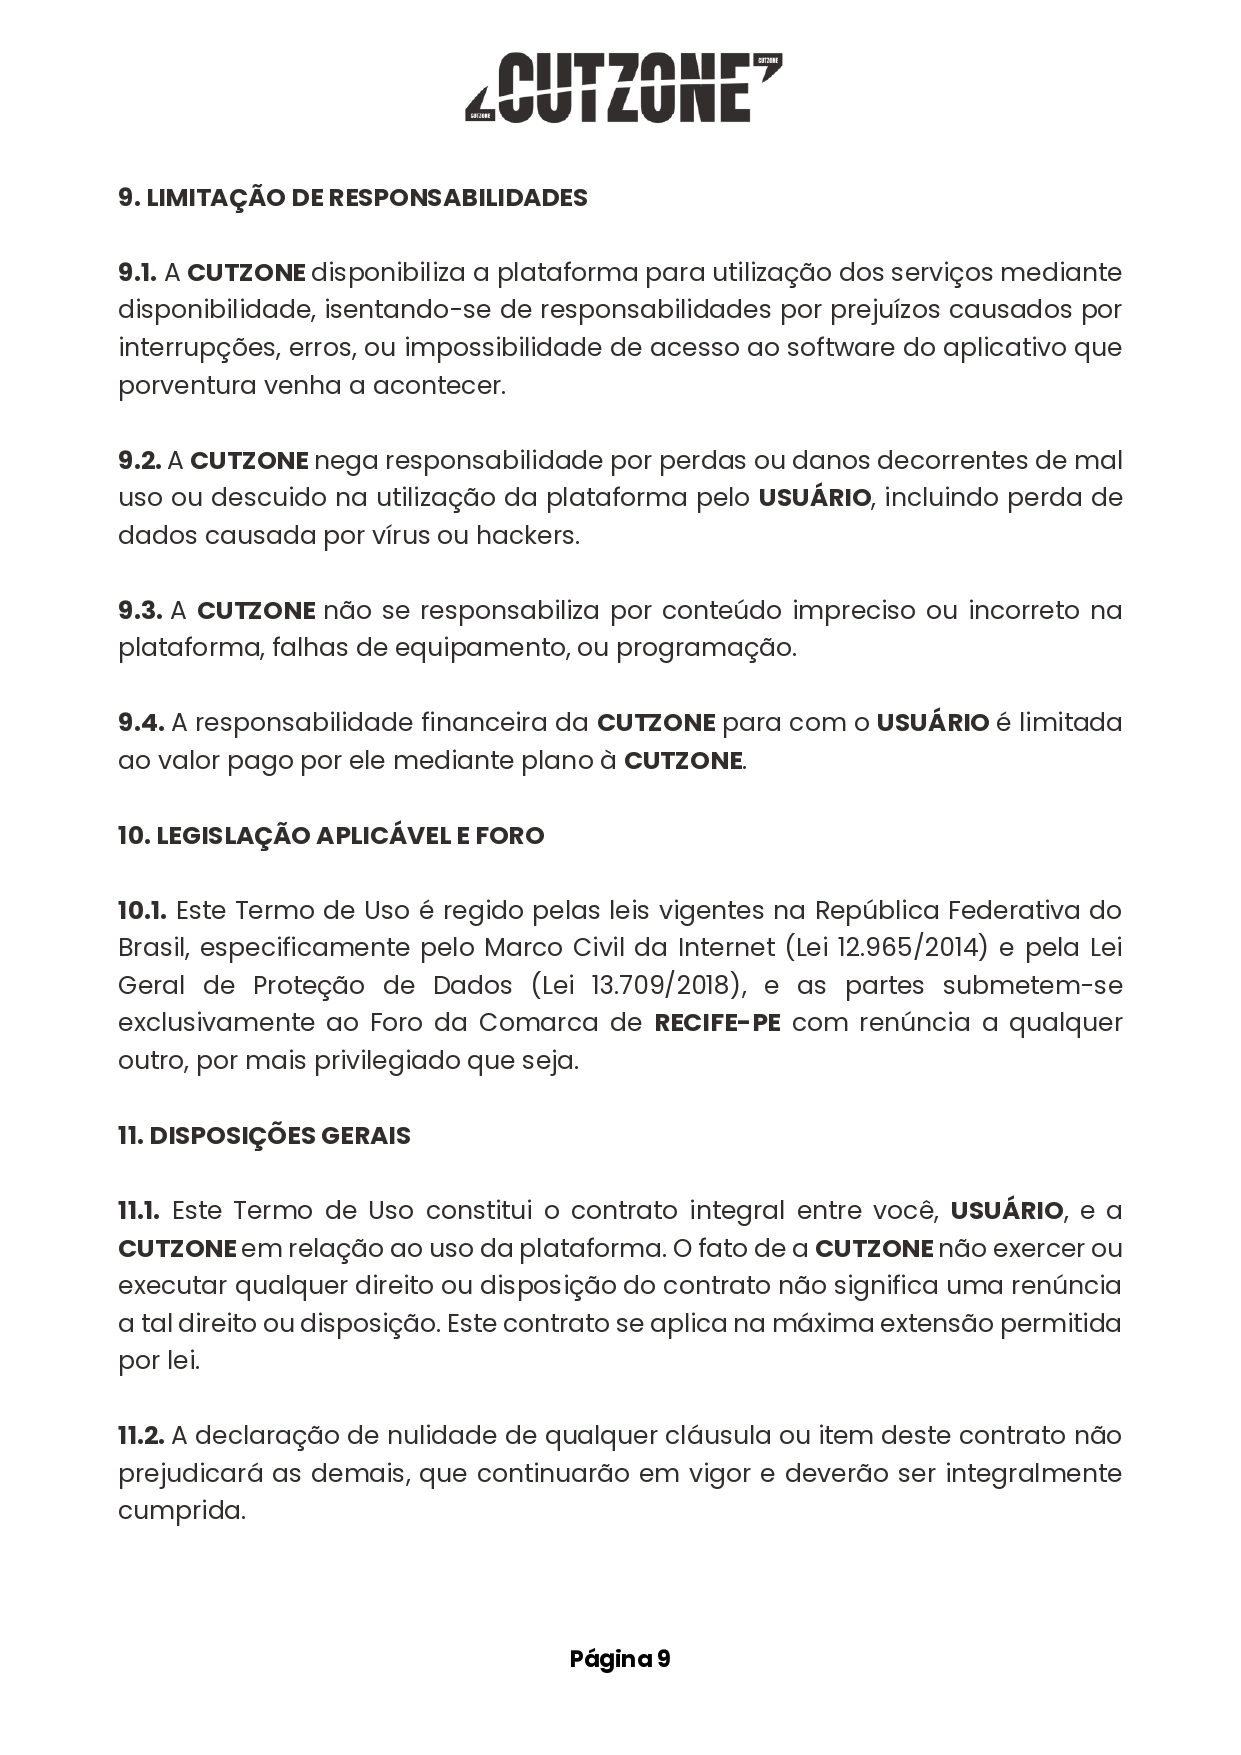 CUTZONE
CUTZONE
CUTZONE
9. LIMITAÇÃO DE RESPONSABILIDADES
9.1. A CUTZONE disponibiliza a plataforma para utilização dos serviços mediante
disponibilidade, isentando-se de responsabilidades por prejuízos causados por
interrupções, erros, ou impossibilidade de acesso ao software do aplicativo que
porventura venha a acontecer.
9.2. A CUTZONE nega responsabilidade por perdas ou danos decorrentes de mal
uso ou descuido na utilização da plataforma pelo USUÁRIO, incluindo perda de
dados causada por vírus ou hackers.
9.3. A CUTZONE não se responsabiliza por conteúdo impreciso ou incorreto na
plataforma, falhas de equipamento, ou programação.
9.4. A responsabilidade financeira da CUTZONE para com o USUÁRIO é limitada
ao valor pago por ele mediante plano à CUTZONE.
10. LEGISLAÇÃO APLICÁVEL E FORO
10.1. Este Termo de Uso é regido pelas leis vigentes na República Federativa do
Brasil, especificamente pelo Marco Civil da Internet (Lei 12.965/2014) e pela Lei
Geral de Proteção de Dados (Lei 13.709/2018), e as partes submetem-se
exclusivamente ao Foro da Comarca de RECIFE-PE com renúncia a qualquer
outro, por mais privilegiado que seja.
11. DISPOSIÇÕES GERAIS
11.1. Este Termo de Uso constitui o contrato integral entre você, USUÁRIO, e a
CUTZONE em relação ao uso da plataforma. O fato de a CUTZONE não exercer ou
executar qualquer direito ou disposição do contrato não significa uma renúncia
a tal direito ou disposição. Este contrato se aplica na máxima extensão permitida
por lei.
11.2. A declaração de nulidade de qualquer cláusula ou item deste contrato não
prejudicará as demais, que continuarão em vigor e deverão ser integralmente
cumprida.
Página 9